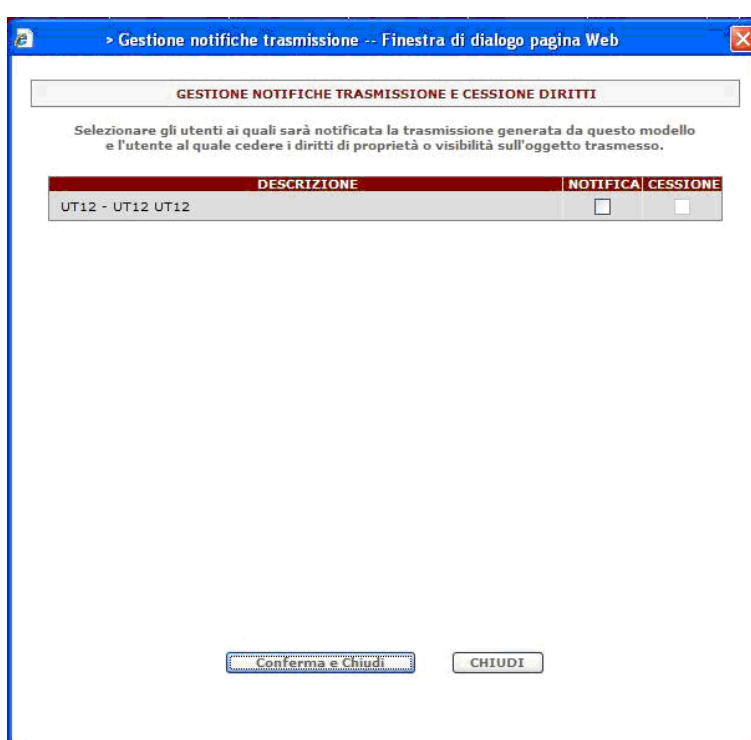 > Gestione notifiche trasmissione -- Finestra di dialogo pagina Web
GESTIONE NOTIFICHE TRASMISSIONE E CESSIONE DIRITTI
Selezionare gli utenti ai quali sarà notificata la trasmissione generata da questo modello
e l'utente al quale cedere i diritti di proprietà o visibilità sull'oggetto trasmesso.
DESCRIZIONE NOTIFICA CESSIONE
UT12 - UT12 UT12
Conferma e Chiudi CHIUDI